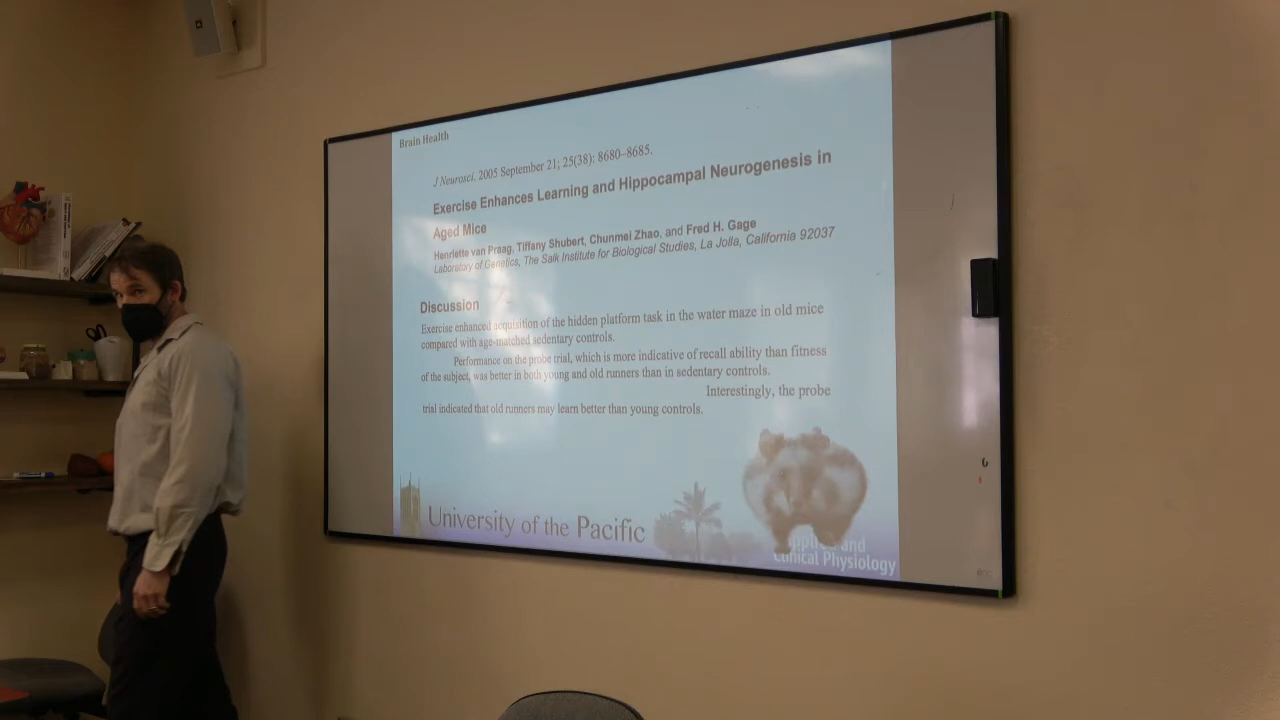 Brain Health
J Neurosci. 2005 September 21; 25(38): 8680–8685.
Exercise Enhances Learning and Hippocampal Neurogenesis in
Aged Mice
Henriette van Praag, Tiffany Shubert, Chunmei Zhao, and Fred H. Gage
Laboratory of Genetics, The Salk Institute for Biological Studies, La Jolla, California 92037
Discussion
Exercise enhanced acquisition of the hidden platform task in the water maze in old mice
compared with age-matched sedentary controls.
Performance on the probe trial, which is more indicative of recall ability than fitness
of the subject, was better in both young and old runners than in sedentary controls.
Interestingly, the probe
trial indicated that old runners may learn better than young controls.
University of the Pacific
Applied and
Clinical Physiology